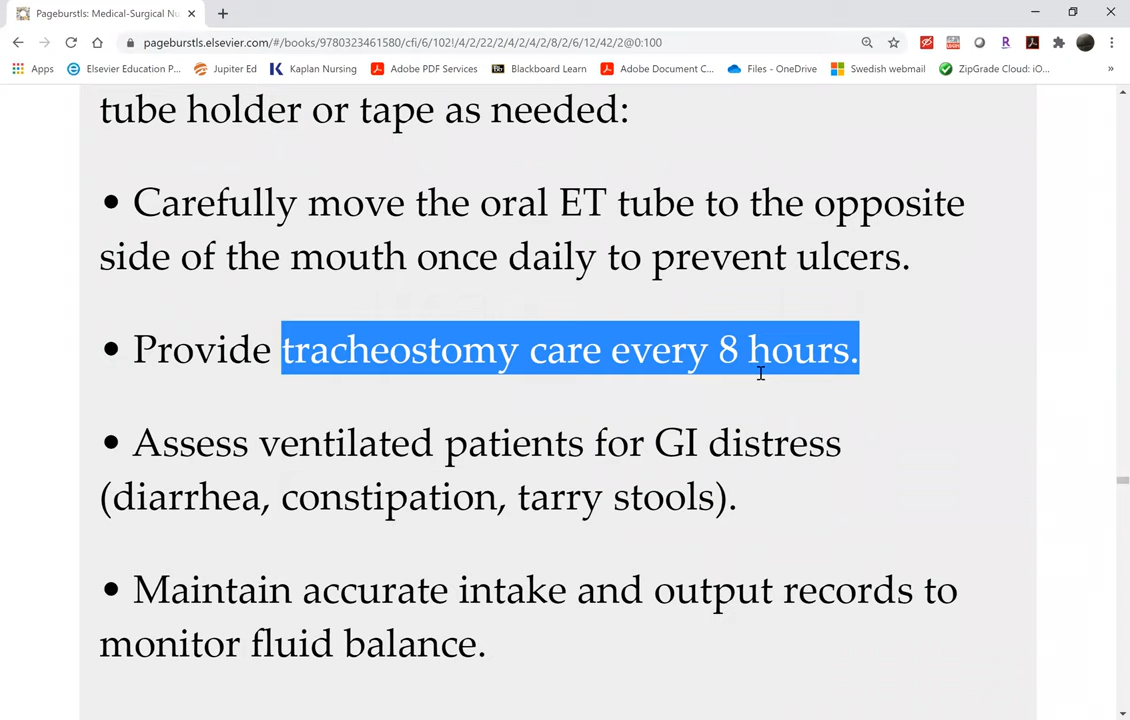 Pageburstls: Medical-Surgical Nu
pageburstls.elsevier.com/#/books/9780323461580/cfi/6/102!/4/2/22/2/4/2/4/2/8/2/6/12/42/2@0:100
Apps Elsevier Education P... Jupiter Ed Kaplan Nursing Adobe PDF Services Blackboard Learn Adobe Document C... Files - OneDrive Swedish webmail ZipGrade Cloud: iO... »
tube holder or tape as needed:
• Carefully move the oral ET tube to the opposite
side of the mouth once daily to prevent ulcers.
• Provide tracheostomy care every 8 hours.
• Assess ventilated patients for GI distress
(diarrhea, constipation, tarry stools).
• Maintain accurate intake and output records to
monitor fluid balance.